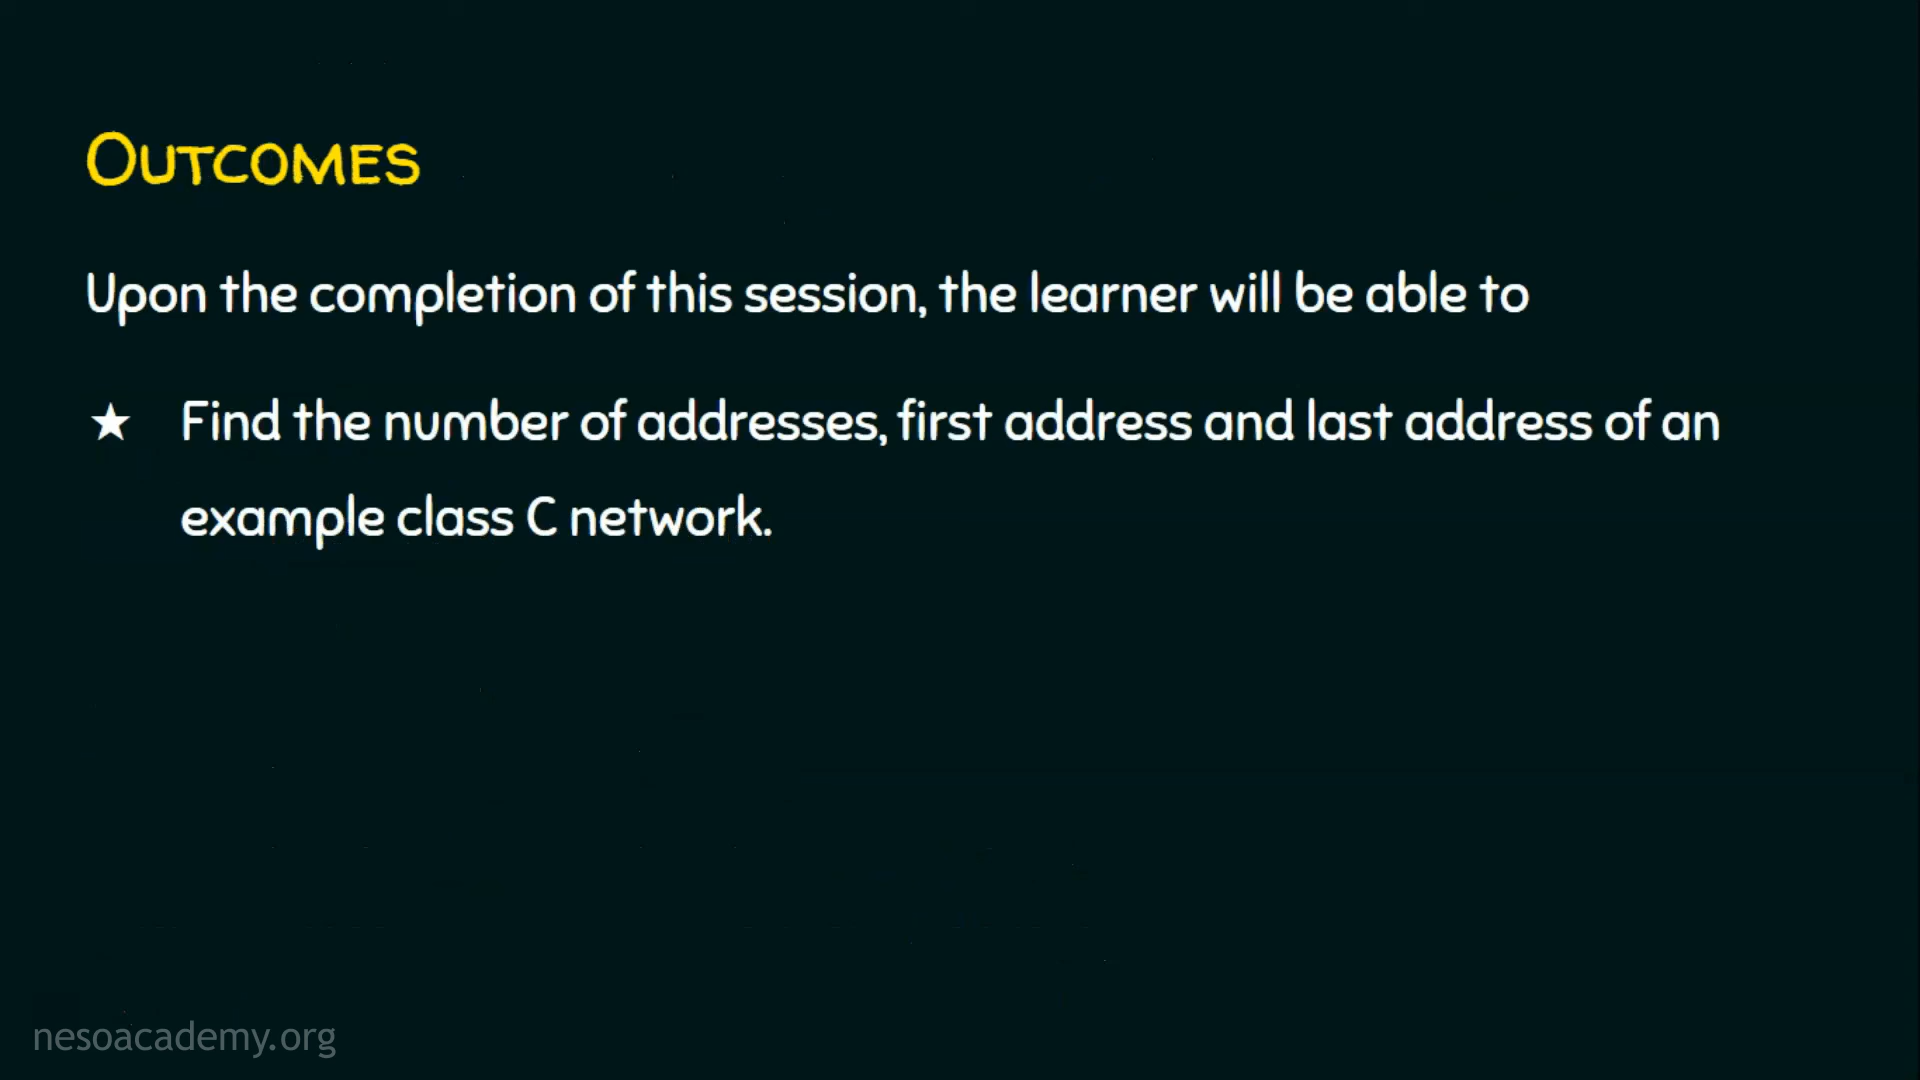 OUTCOMES
Upon the completion of this session, the learner will be able to
★ Find the number of addresses, first address and last address of an
example class C network.
nesoacademy.org